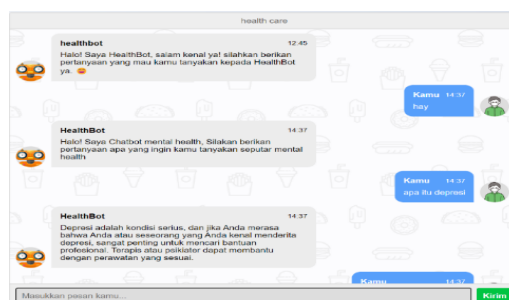 health care
healthbot 12:45
Halo! Saya HealthBot, salam kenal ya! silahkan berikan
pertanyaan yang mau kamu tanyakan kepada HealthBot
ya. 😄
Kamu 14:37
hay
HealthBot 14:37
Halo! Saya Chatbot mental health, Silakan berikan
pertanyaan apa yang ingin kamu tanyakan seputar mental
health
Kamu 14:37
apa itu depresi
HealthBot 14:37
Depresi adalah kondisi serius, dan jika Anda merasa
bahwa Anda atau seseorang yang Anda kenal menderita
depresi, sangat penting untuk mencari bantuan
profesional. Terapis atau psikister dapat membantu
dengan perawatan yang sesuai.
Kamu 14:37
Masukkan pesan kamu...
Kirim